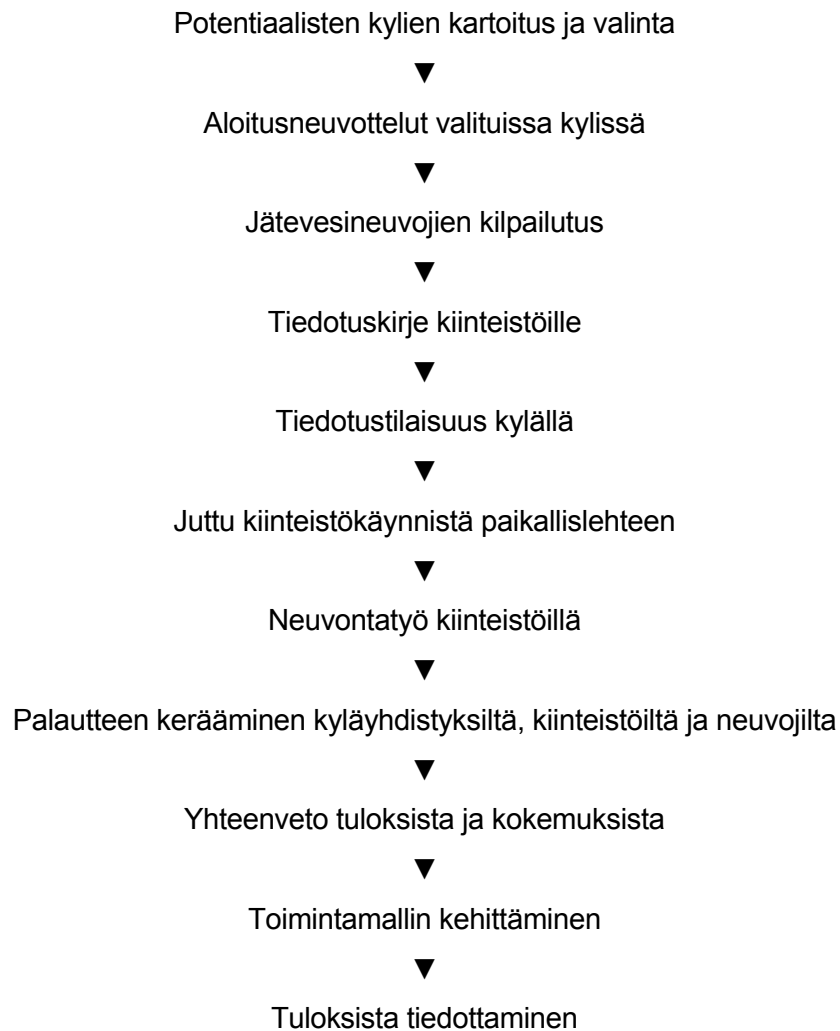 Potentiaalisten kylien kartoitus ja valinta
▼
Aloitusneuvottelut valituissa kylissä
▼
Jätevesineuvojien kilpailutus
▼
Tiedotuskirje kiinteistöille
▼
Tiedotustilaisuus kylällä
▼
Juttu kiinteistökäynnistä paikallislehteen
▼
Neuvontatyö kiinteistöillä
▼
Palautteen kerääminen kyläyhdistyksiltä, kiinteistöiltä ja neuvojilta
▼
Yhteenveto tuloksista ja kokemuksista
▼
Toimintamallin kehittäminen
▼
Tuloksista tiedottaminen